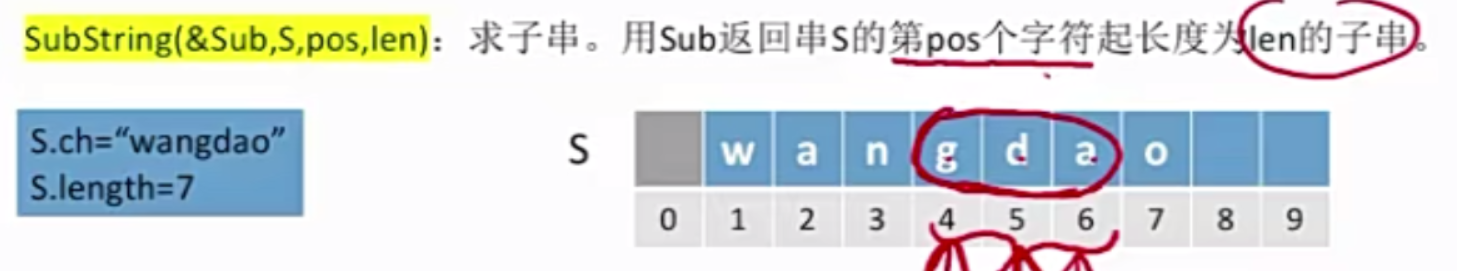 SubString(&Sub,S,pos,len)：求子串。用Sub返回串S的第pos个字符起长度为len的子串。
S.ch=“wangdao”
S.length=7
S
w a n g d a o
0 1 2 3 4 5 6 7 8 9